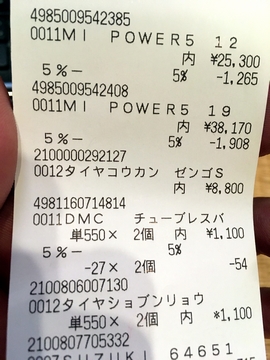 4985009542385
0011MI POWER5 12
内 ¥25,300
5%- 5% -1,265
4985009542408
0011MI POWER5 19
内 ¥38,170
5%- 5% -1,908
2100000292127
0012タイヤコウカン ゼンゴS
内 ¥8,800
4981160714814
0011DMC チューブレスバ
単550× 2個 内 ¥1,100
5%- 5%
-27× 2個 -54
2100806007130
0012タイヤショブンリョウ
単550× 2個 内 *1,100
2100807705332
SUZUKI 64651